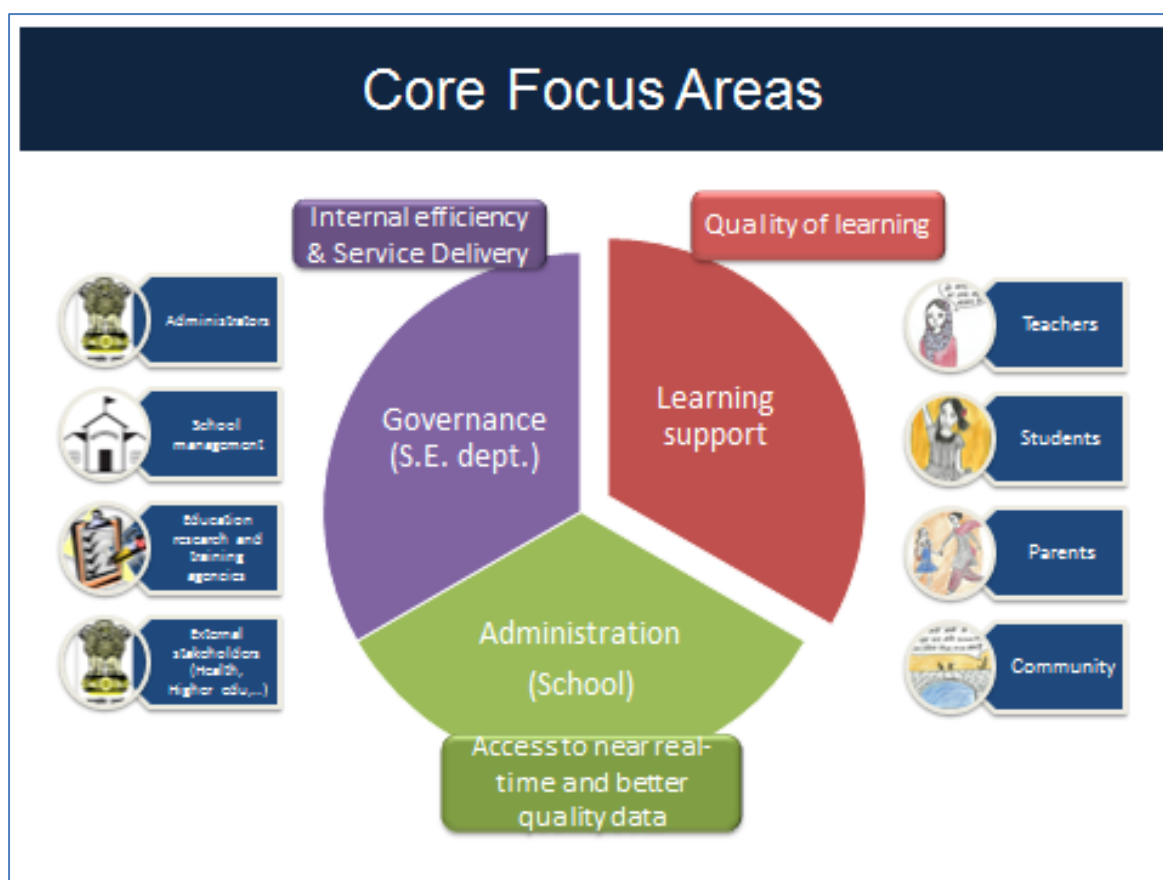 Core Focus Areas
Internal efficiency
& Service Delivery
Quality of learning
Administrators
School
management
Education
research and
training
agencies
External
stakeholders
(Health,
Higher edu,...)
Governance
(S.E. dept.)
Learning
support
Administration
(School)
Access to near real-
time and better
quality data
Teachers
Students
Parents
Community